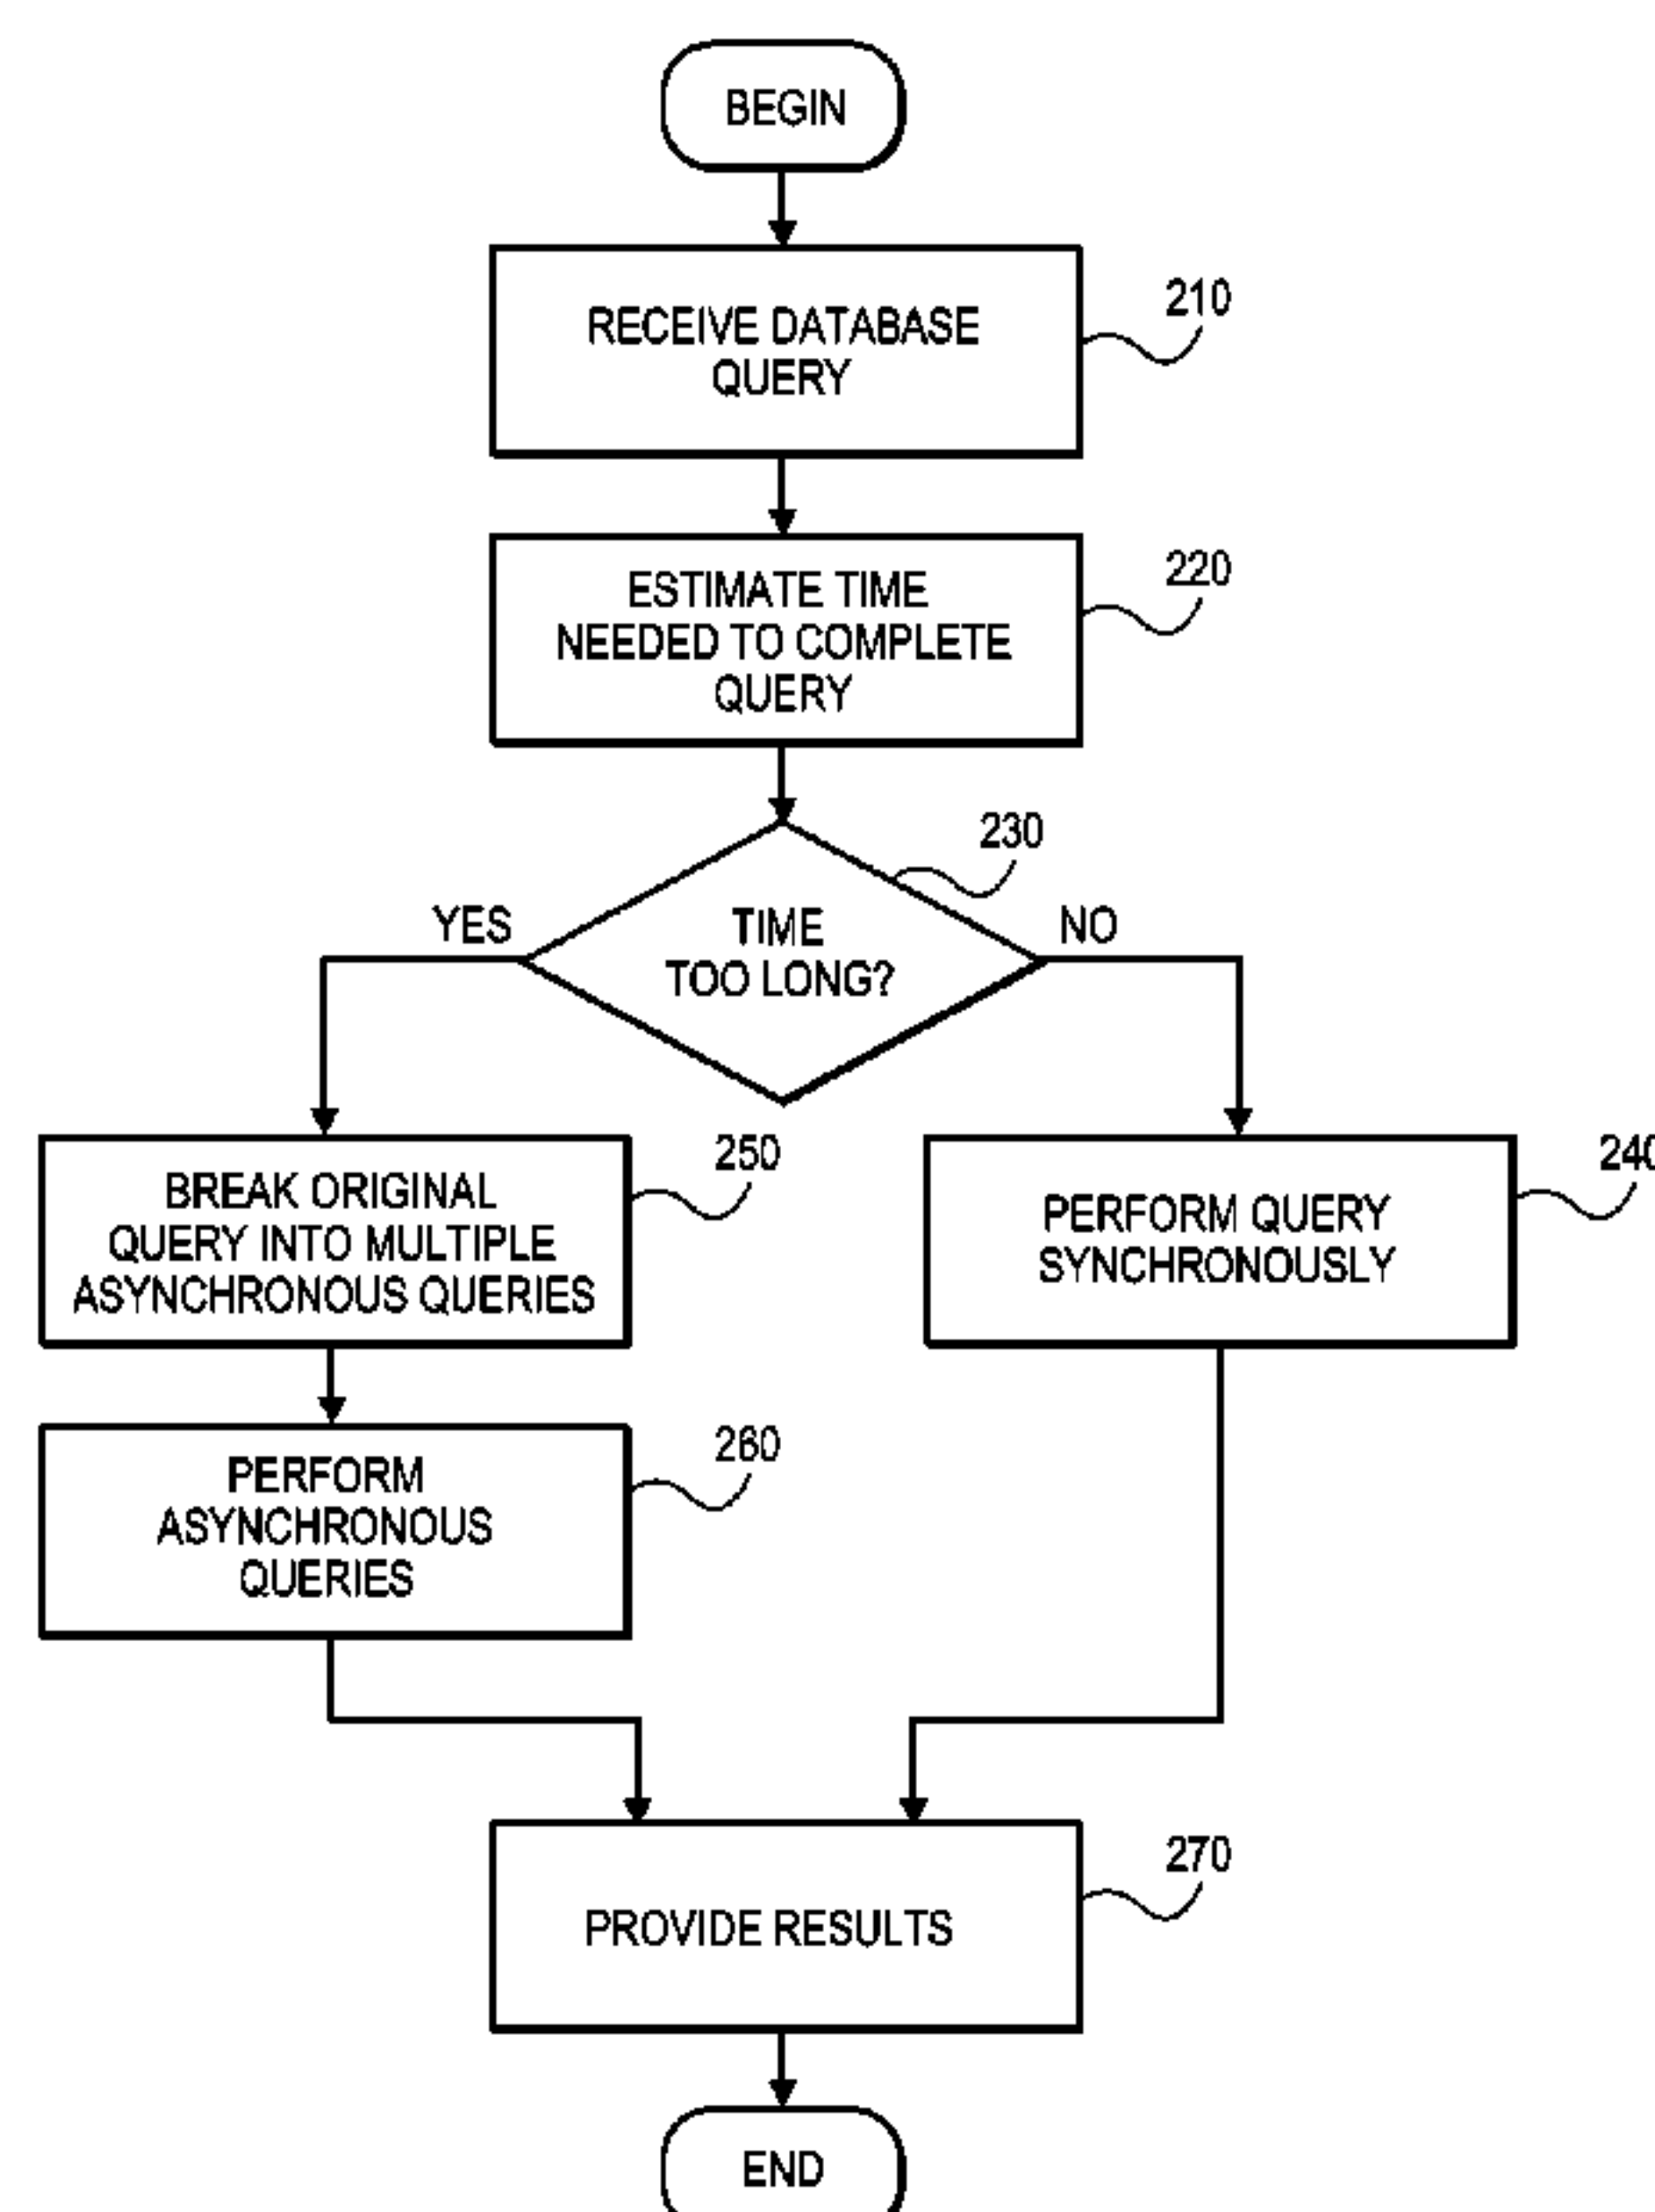 BEGIN
RECEIVE DATABASE
QUERY
210
ESTIMATE TIME
NEEDED TO COMPLETE
QUERY
220
230
YES
TIME
TOO LONG?
NO
BREAK ORIGINAL
QUERY INTO MULTIPLE
ASYNCHRONOUS QUERIES
250
PERFORM QUERY
SYNCHRONOUSLY
240
PERFORM
ASYNCHRONOUS
QUERIES
260
PROVIDE RESULTS
270
END